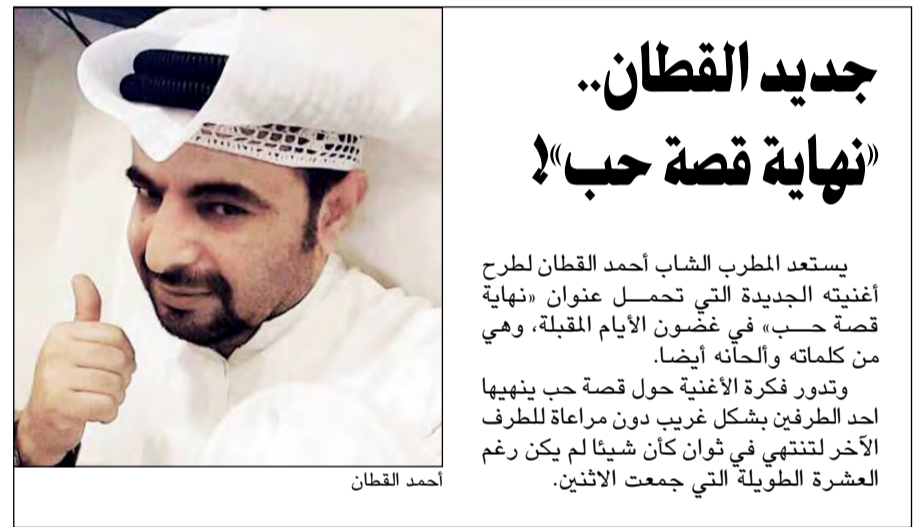 جديد القطان..
«نهاية قصة حب»!
يستعد المطرب الشاب أحمد القطان لطرح
أغنيته الجديدة التي تحمـــل عنوان «نهاية
قصة حـــب» في غضون الأيام المقبلة، وهي
من كلماته وألحانه أيضا.
وتدور فكرة الأغنية حول قصة حب ينهيها
احد الطرفين بشكل غريب دون مراعاة للطرف
الآخر لتنتهي في ثوان كأن شيئا لم يكن رغم
العشرة الطويلة التي جمعت الاثنين.
أحمد القطان